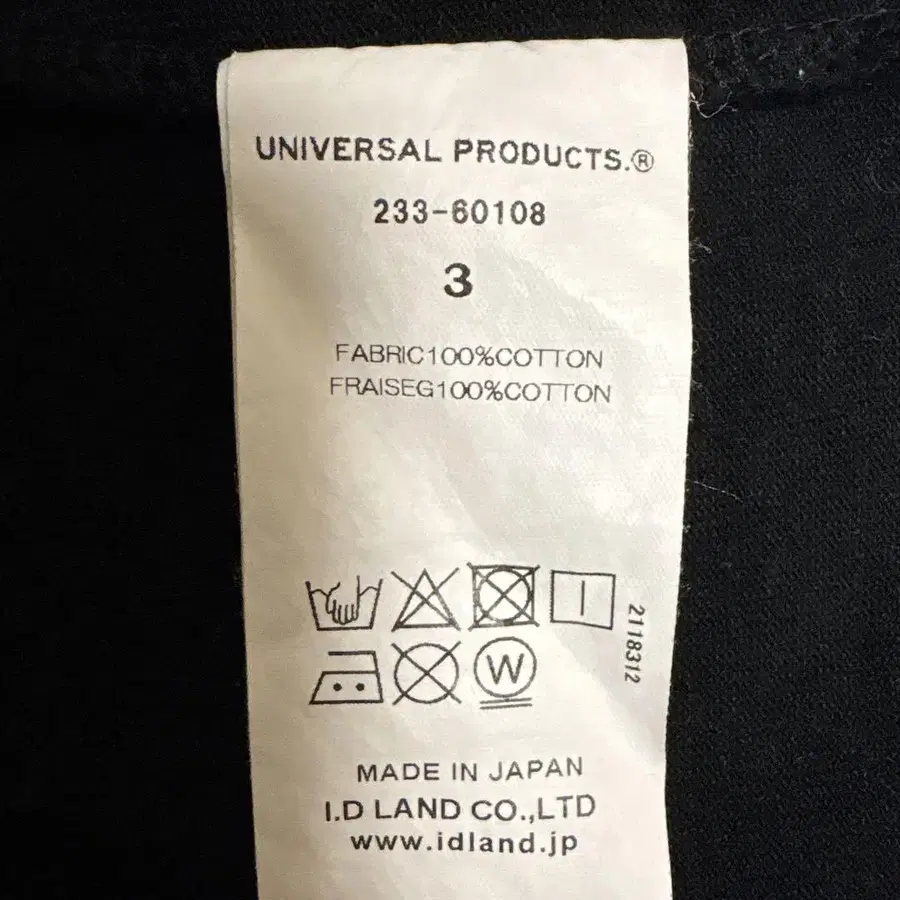 UNIVERSAL PRODUCTS.®
233-60108
3
FABRIC100%COTTON
FRAISEG100%COTTON
2118312
W
MADE IN JAPAN
I.D LAND CO.,LTD
www.idland.jp